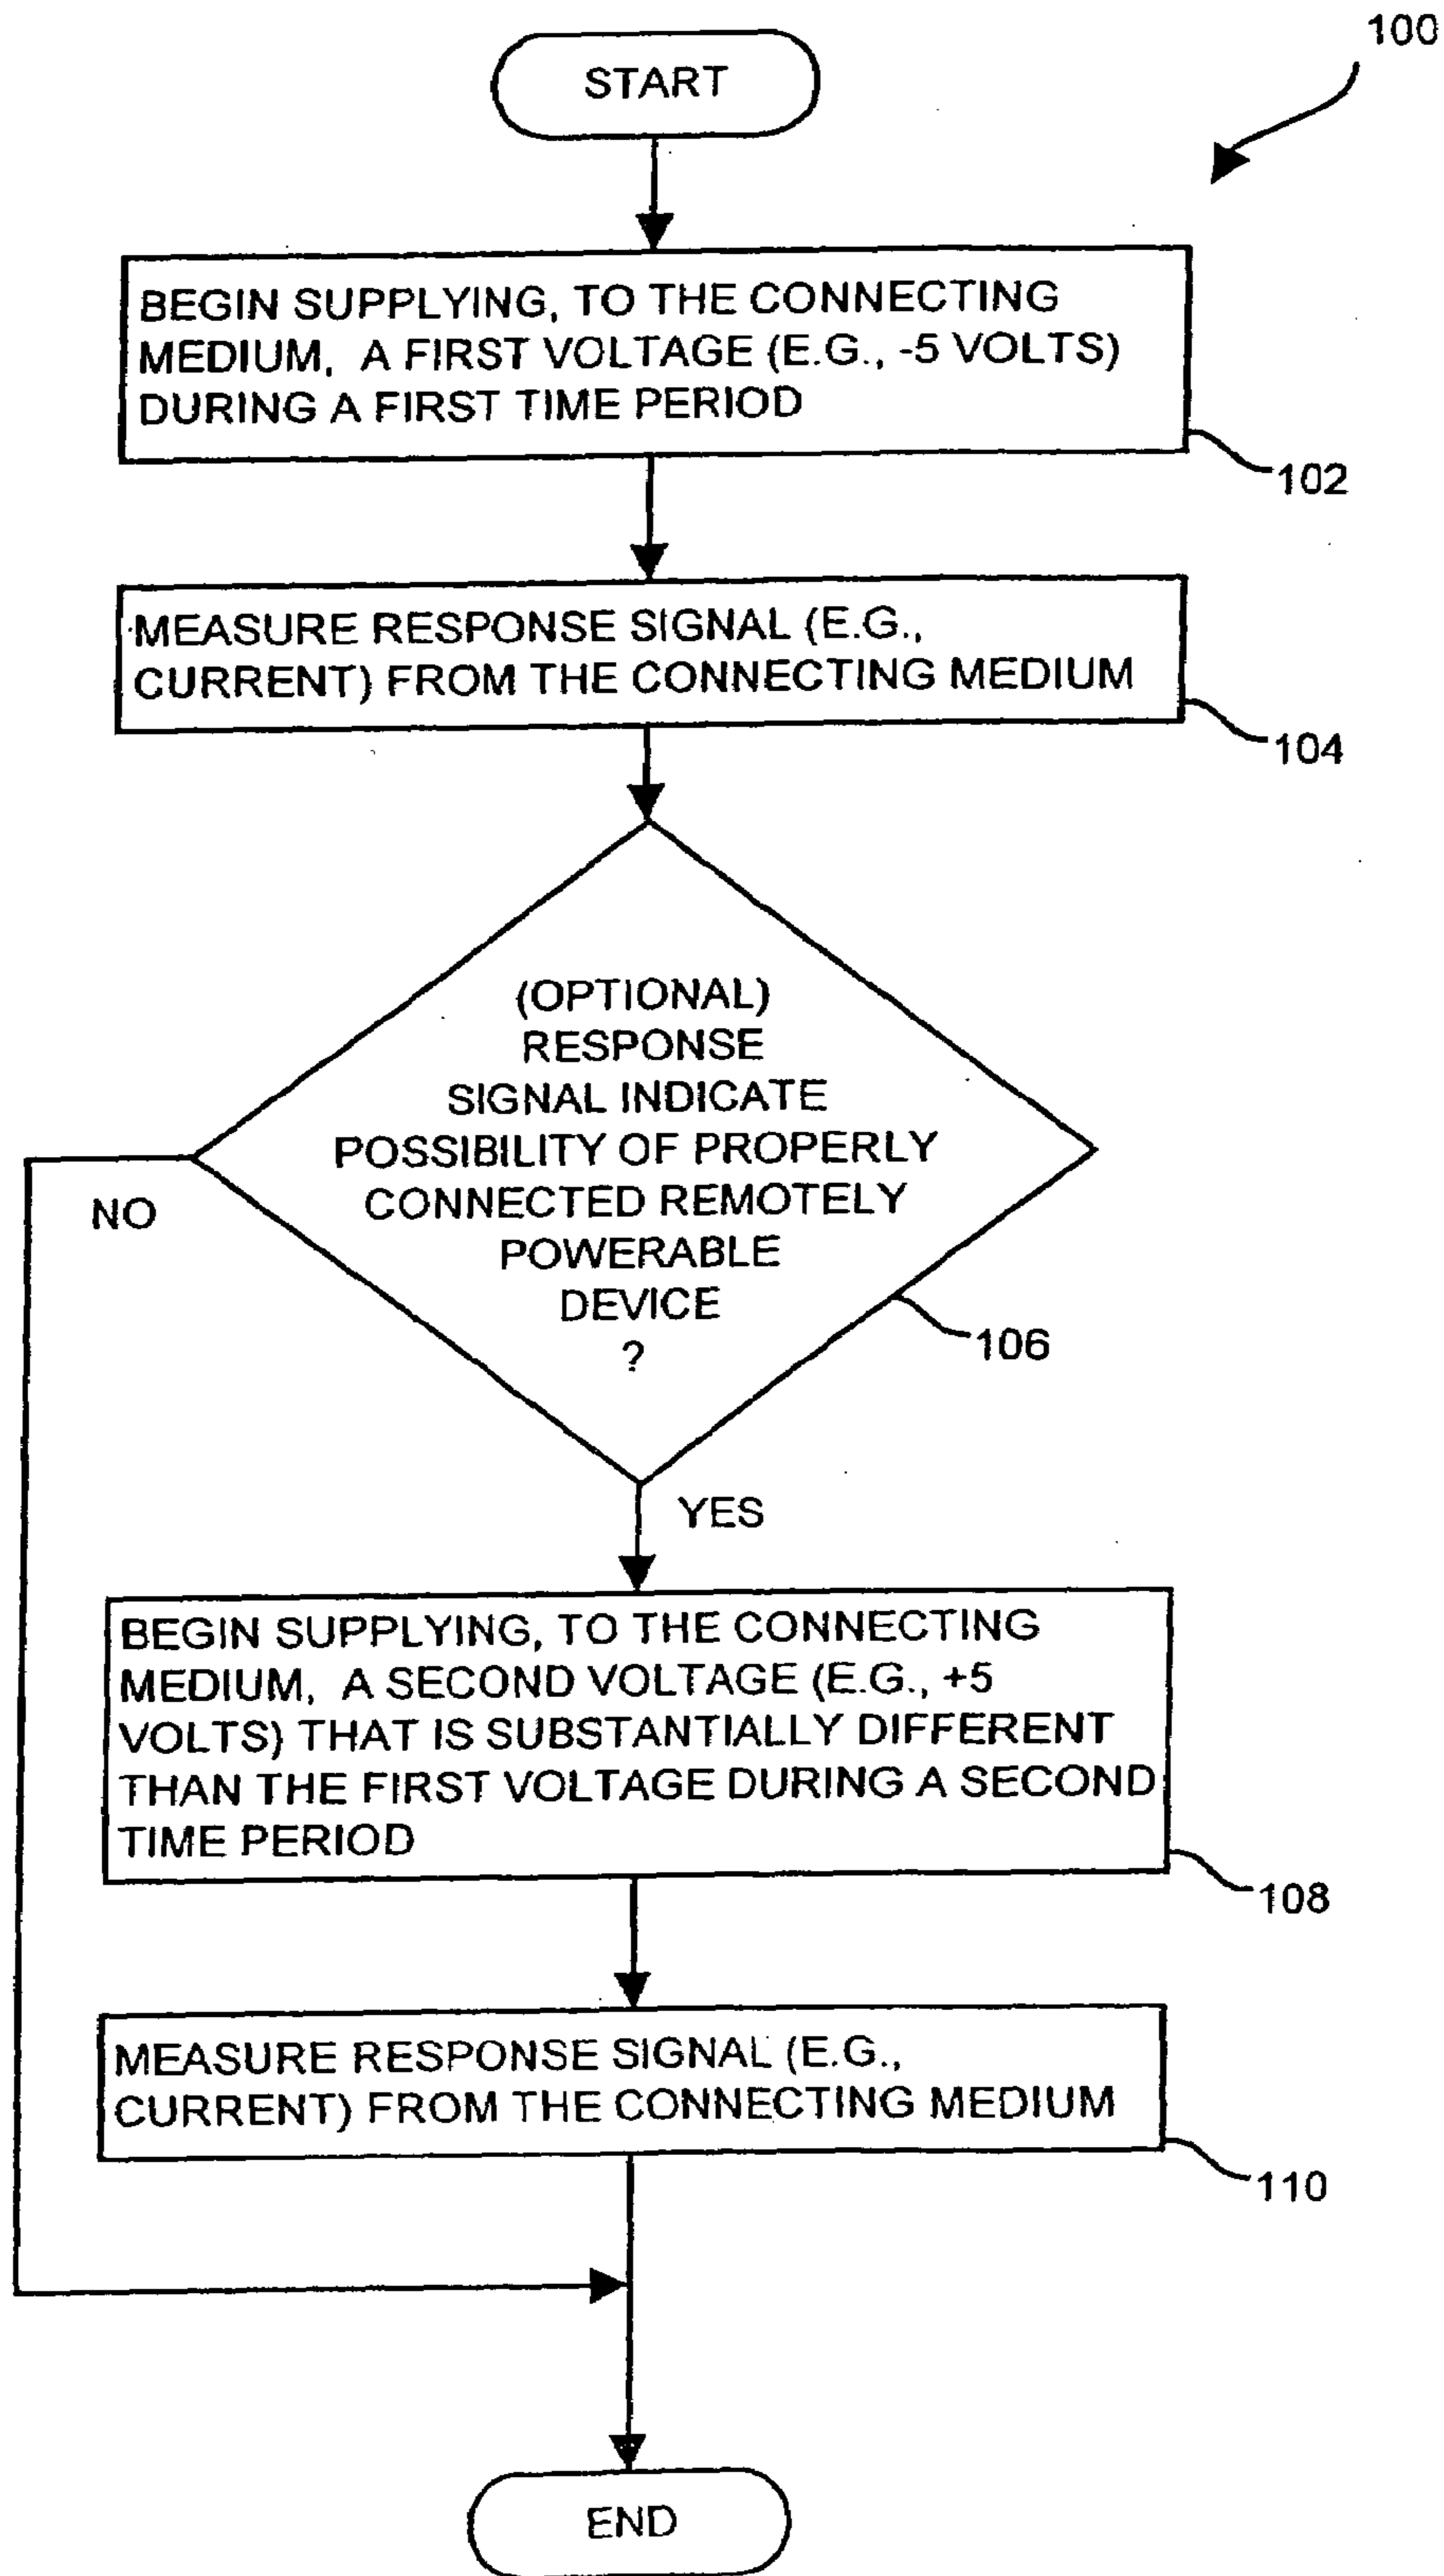 100
START
BEGIN SUPPLYING, TO THE CONNECTING
MEDIUM, A FIRST VOLTAGE (E.G., -5 VOLTS)
DURING A FIRST TIME PERIOD
102
MEASURE RESPONSE SIGNAL (E.G.,
CURRENT) FROM THE CONNECTING MEDIUM
104
(OPTIONAL)
RESPONSE
SIGNAL INDICATE
POSSIBILITY OF PROPERLY
CONNECTED REMOTELY
POWERABLE
DEVICE
?
106
NO
YES
BEGIN SUPPLYING, TO THE CONNECTING
MEDIUM, A SECOND VOLTAGE (E.G., +5
VOLTS) THAT IS SUBSTANTIALLY DIFFERENT
THAN THE FIRST VOLTAGE DURING A SECOND
TIME PERIOD
108
MEASURE RESPONSE SIGNAL (E.G.,
CURRENT) FROM THE CONNECTING MEDIUM
110
END